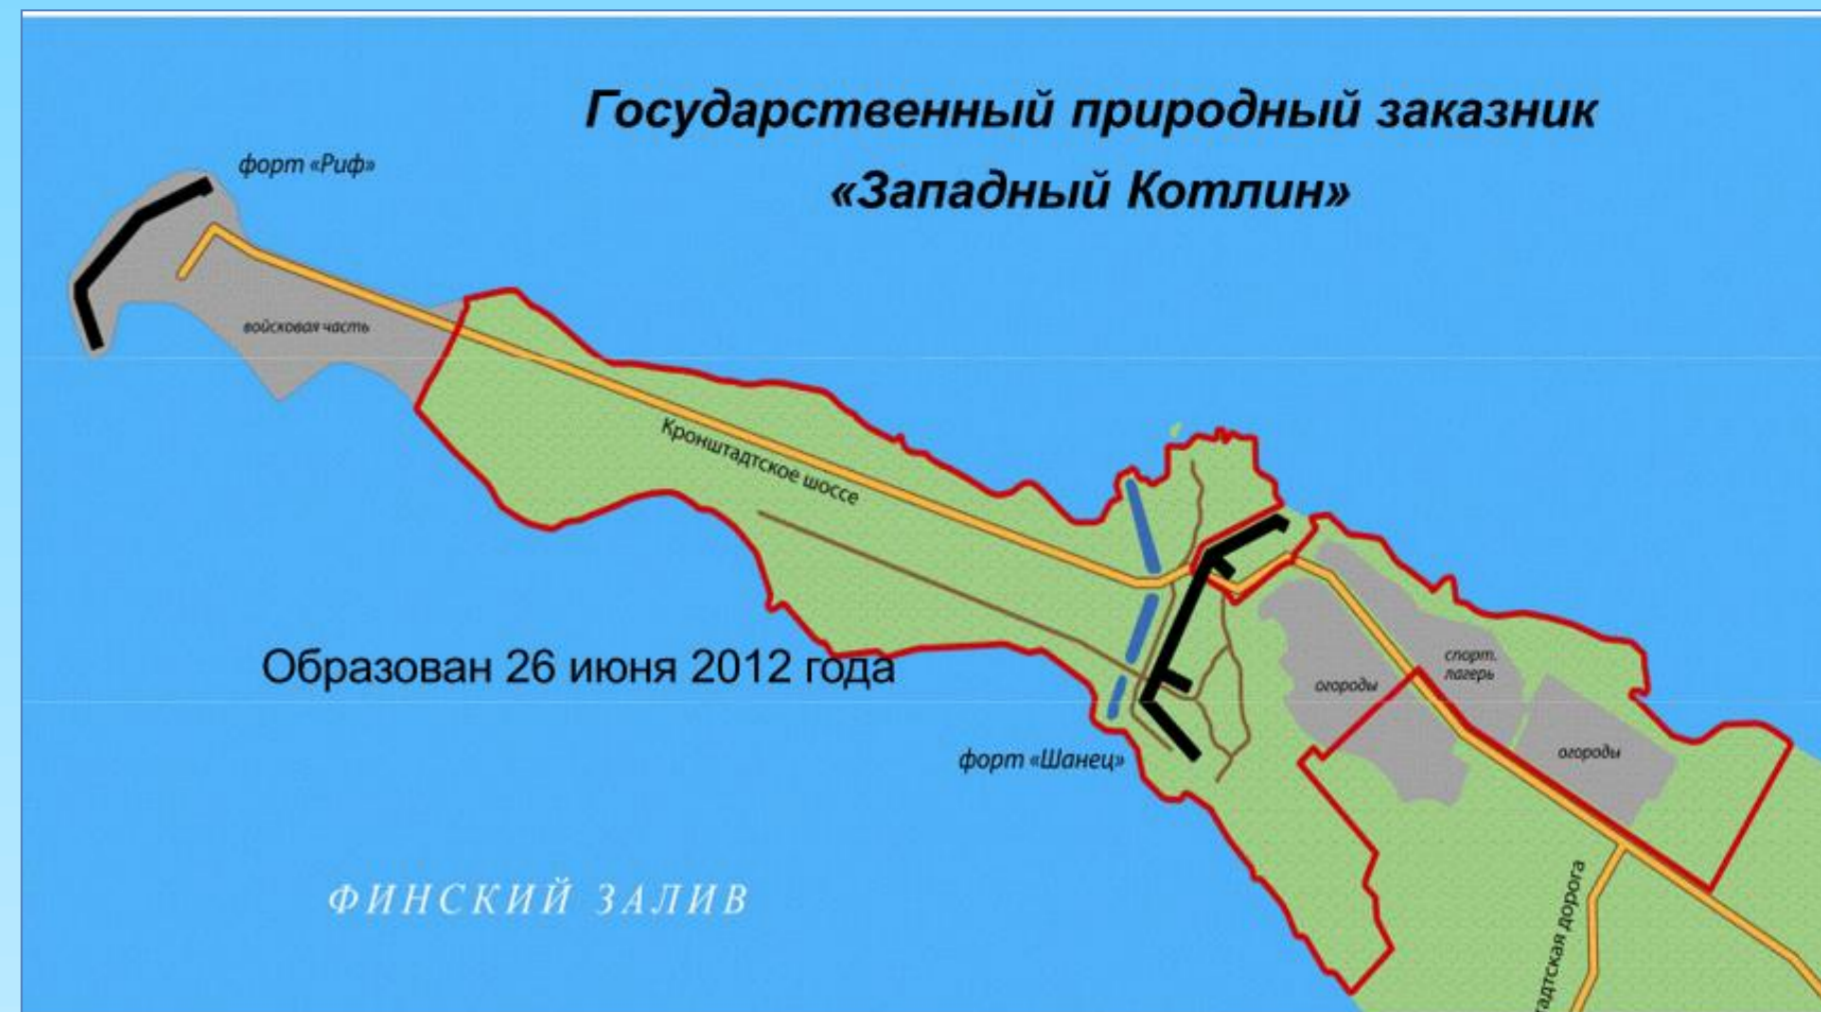 Государственный природный заказник
«Западный Котлин»
форт «Риф»
войсковая часть
Кронштадтское шоссе
Образован 26 июня 2012 года
спорт.
лагерь
огороды
огороды
форт «Шанец»
ФИНСКИЙ ЗАЛИВ
дорога